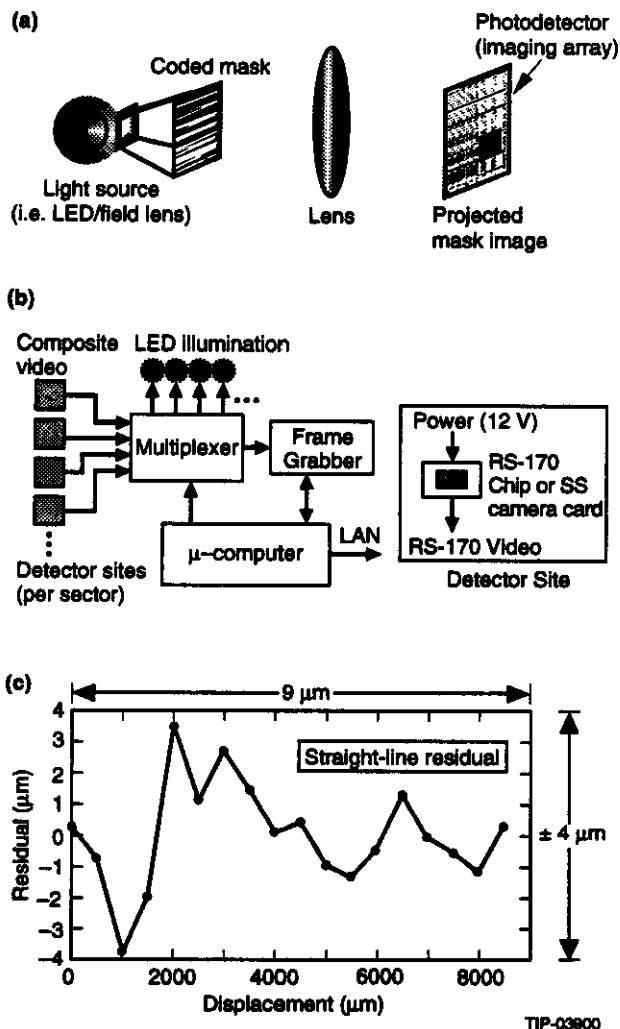 (a)
Photodetector
(imaging array)
Coded mask
Light source
(i.e. LED/field lens)
Lens
Projected
mask image
(b)
Composite
video
LED illumination
Multiplexer
Frame
Grabber
μ-computer
LAN
Detector sites
(per sector)
Power (12 V)
RS-170
Chip or SS
camera card
RS-170 Video
Detector Site
(c)
9 μm
Straight-line residual
± 4 μm
Residual (μm)
4
3
2
1
0
-1
-2
-3
-4
0 2000 4000 6000 8000
Displacement (μm)
TIP-03900